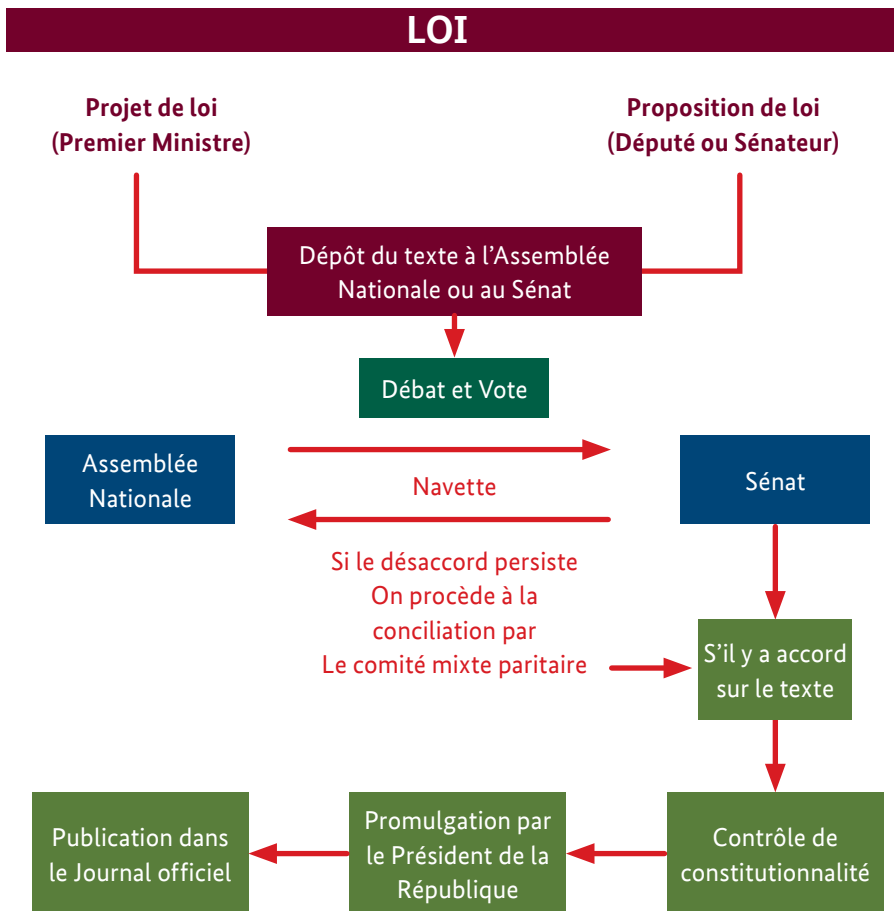 LOI
Projet de loi
(Premier Ministre)
Proposition de loi
(Député ou Sénateur)
Dépôt du texte à l'Assemblée
Nationale ou au Sénat
Débat et Vote
Assemblée
Nationale
Navette
Sénat
Si le désaccord persiste
On procède à la
conciliation par
Le comité mixte paritaire
S'il y a accord
sur le texte
Publication dans
le Journal officiel
Promulgation par
le Président de la
République
Contrôle de
constitutionnalité